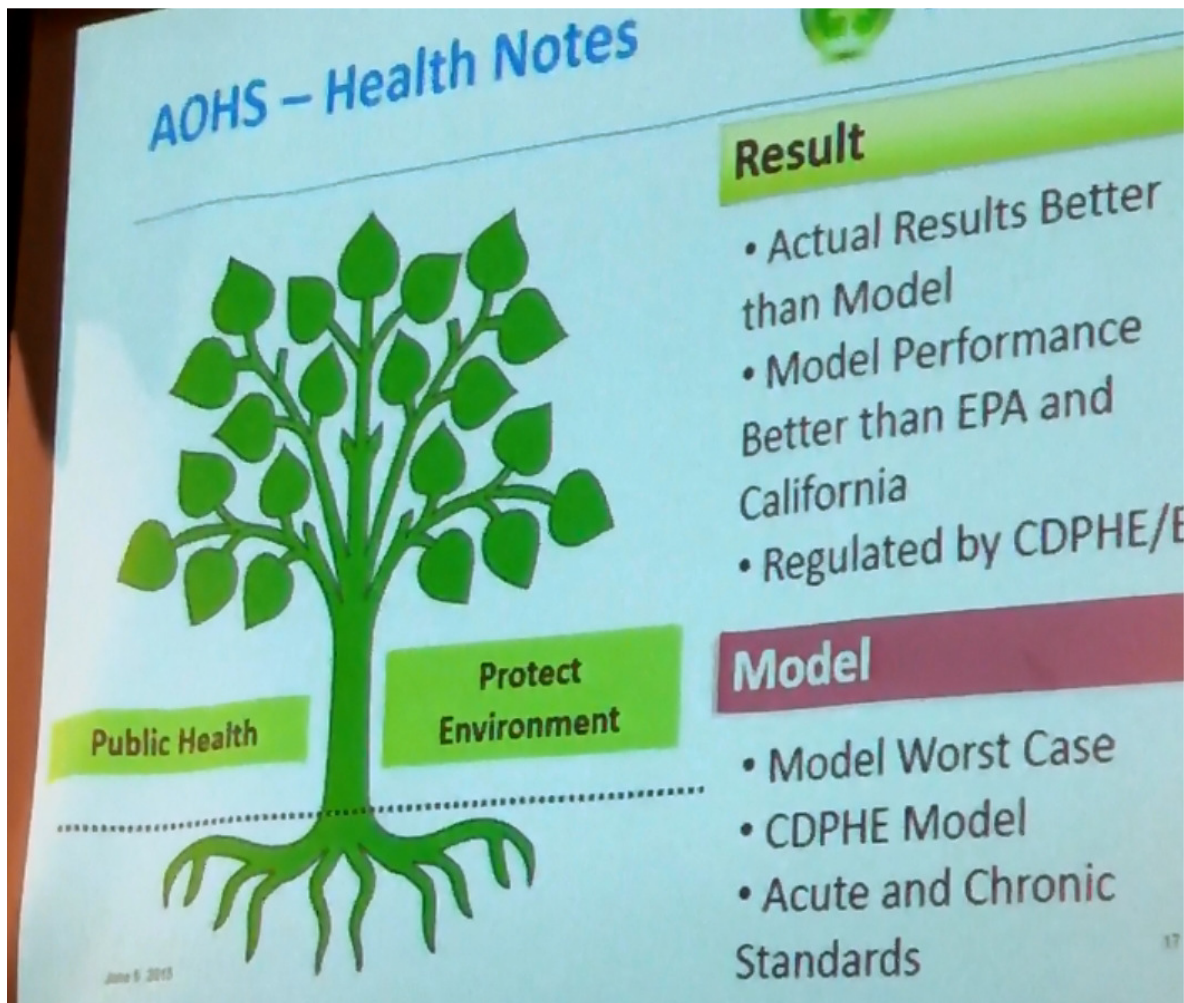 AOHS – Health Notes
Result
• Actual Results Better
than Model
• Model Performance
Better than EPA and
California
• Regulated by CDPHE/E
Public Health
Protect
Environment
Model
• Model Worst Case
• CDPHE Model
• Acute and Chronic
Standards
17